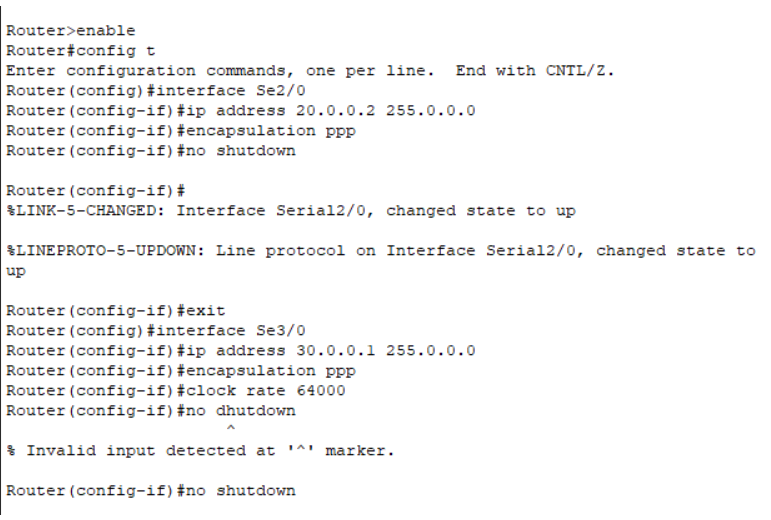 Router>enable
Router#config t
Enter configuration commands, one per line.  End with CNTL/Z.
Router(config)#interface Se2/0
Router(config-if)#ip address 20.0.0.2 255.0.0.0
Router(config-if)#encapsulation ppp
Router(config-if)#no shutdown

Router(config-if)#
%LINK-5-CHANGED: Interface Serial2/0, changed state to up

%LINEPROTO-5-UPDOWN: Line protocol on Interface Serial2/0, changed state to
up

Router(config-if)#exit
Router(config)#interface Se3/0
Router(config-if)#ip address 30.0.0.1 255.0.0.0
Router(config-if)#encapsulation ppp
Router(config-if)#clock rate 64000
Router(config-if)#no dhutdown
                      ^
% Invalid input detected at '^' marker.

Router(config-if)#no shutdown